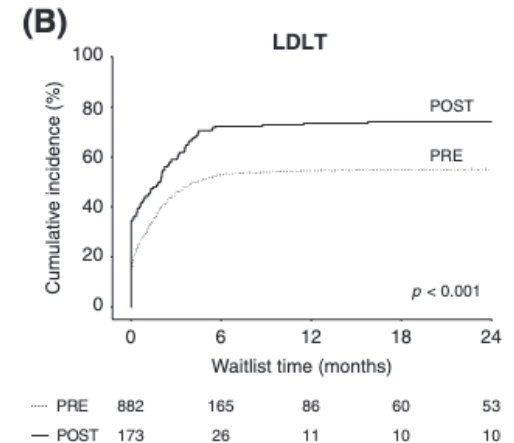 (B)
LDLT
Cumulative incidence (%)
100
80
60
40
20
0
POST
PRE
p < 0.001
0 6 12 18 24
Waitlist time (months)
PRE 882 165 86 60 53
POST 173 26 11 10 10